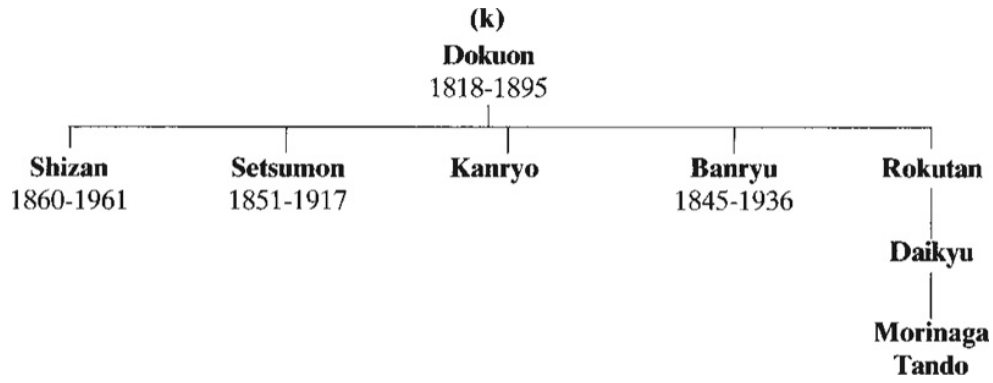 (k)
Dokuon
1818-1895
Shizan Setsumon Kanryo Banryu Rokutan
1860-1961 1851-1917 1845-1936
Daikyu
Morinaga
Tando